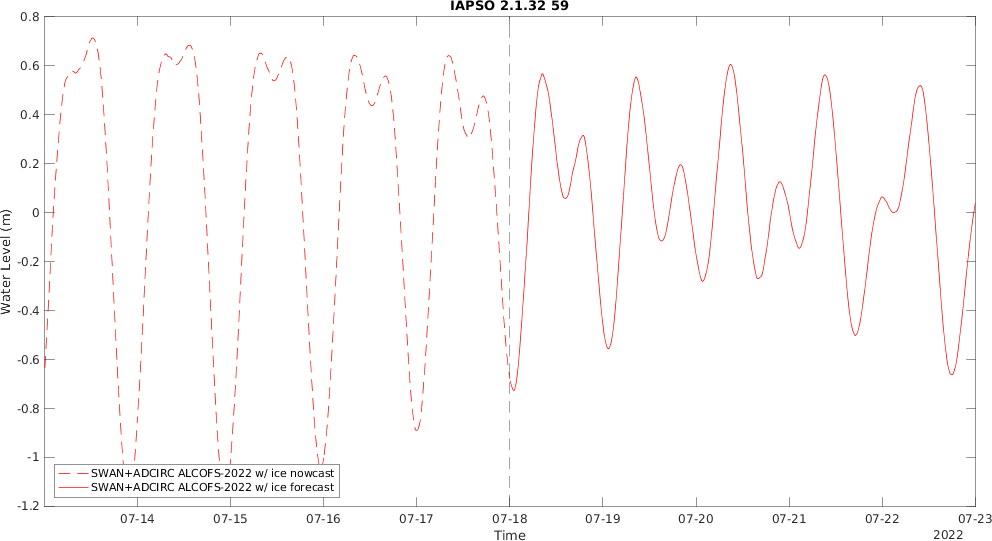 IAPSO 2.1.32 59
0.8
0.6
0.4
0.2
0
-0.2
-0.4
-0.6
-0.8
-1
-1.2
Water Level (m)
SWAN+ADCIRC ALCOFS-2022 w/ ice nowcast
SWAN+ADCIRC ALCOFS-2022 w/ ice forecast
07-14 07-15 07-16 07-17 07-18 07-19 07-20 07-21 07-22 07-23
Time
2022